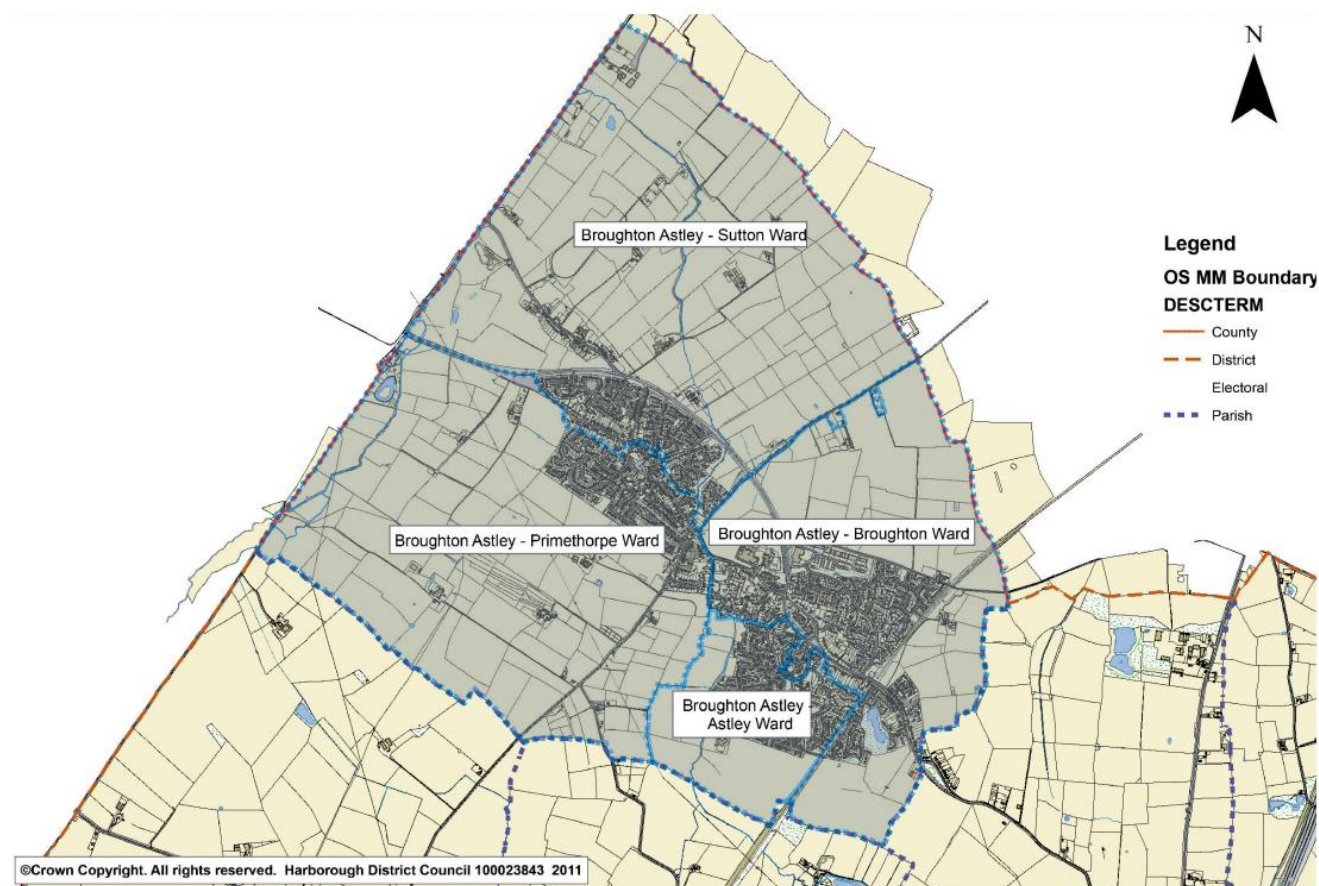 N
Broughton Astley - Sutton Ward
Legend
OS MM Boundary
DESCTERM
County
District
Electoral
Parish
Broughton Astley - Primethorpe Ward
Broughton Astley - Broughton Ward
Broughton Astley -
Astley Ward
©Crown Copyright. All rights reserved. Harborough District Council 100023843 2011